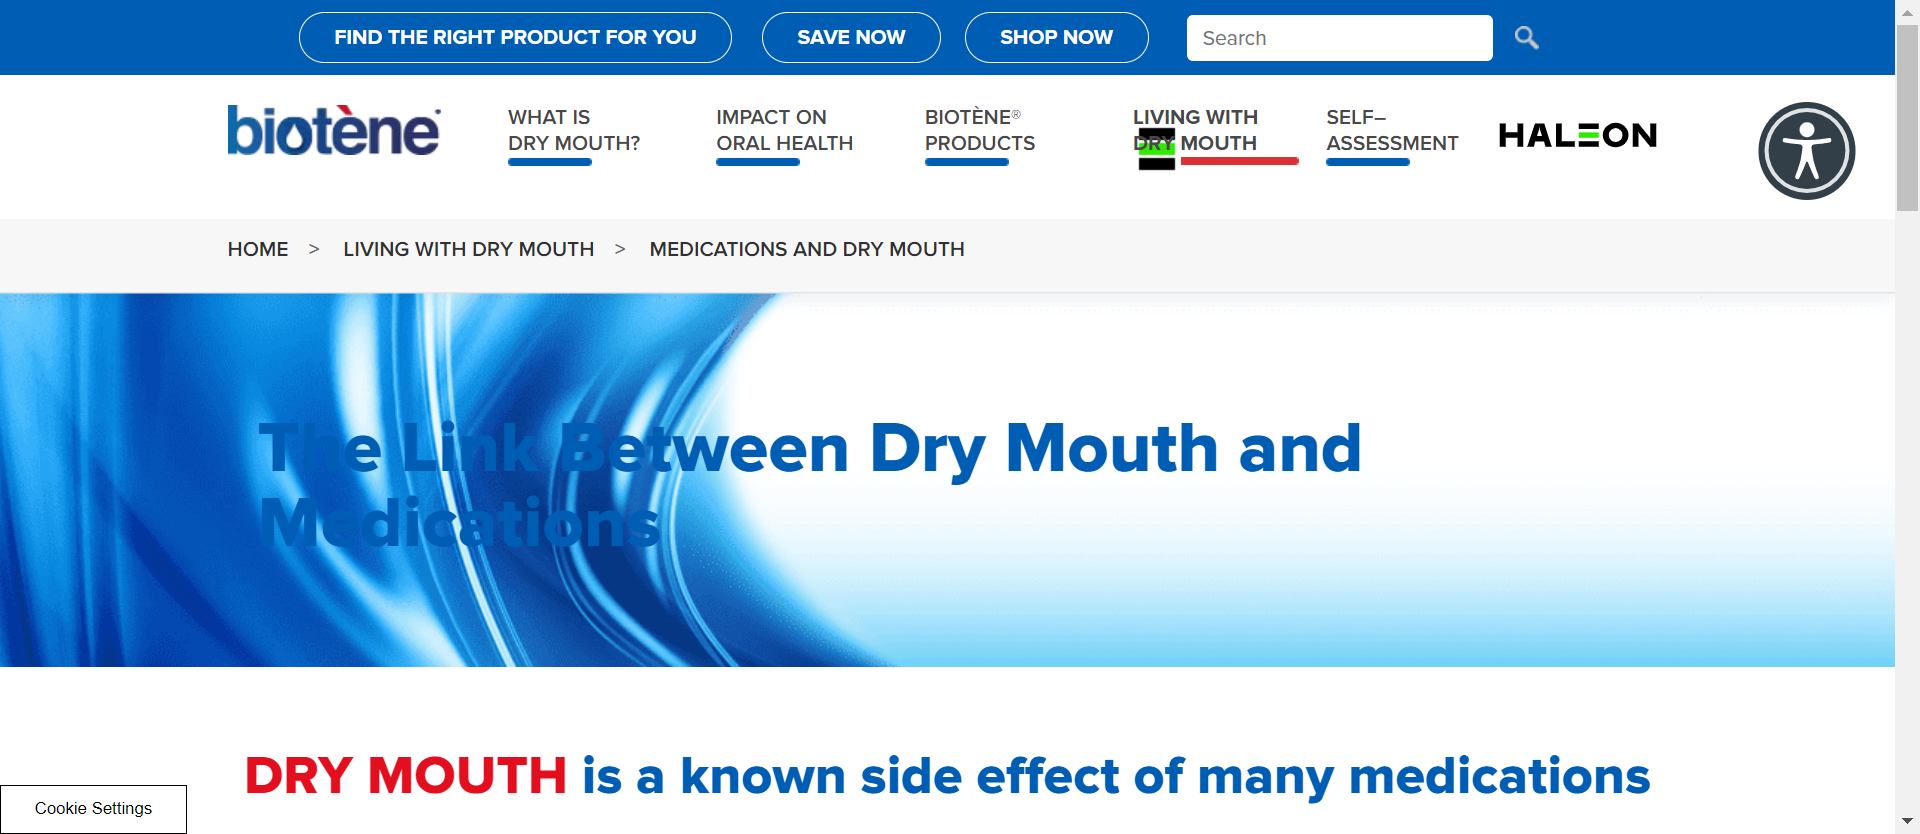 FIND THE RIGHT PRODUCT FOR YOU
SAVE NOW
SHOP NOW
Search
biotène®
WHAT IS
DRY MOUTH?
IMPACT ON
ORAL HEALTH
BIOTÈNE®
PRODUCTS
LIVING WITH
DRY MOUTH
SELF–
ASSESSMENT
HALEON
HOME > LIVING WITH DRY MOUTH > MEDICATIONS AND DRY MOUTH
The Link Between Dry Mouth and
Medications
DRY MOUTH is a known side effect of many medications
Cookie Settings